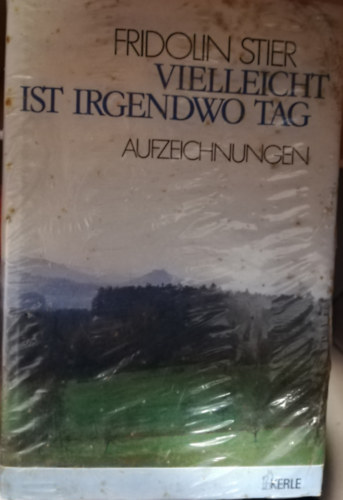 FRIDOLIN STIER
VIELLEICHT
IST IRGENDWO TAG
AUFZEICHNUNGEN
KERLE